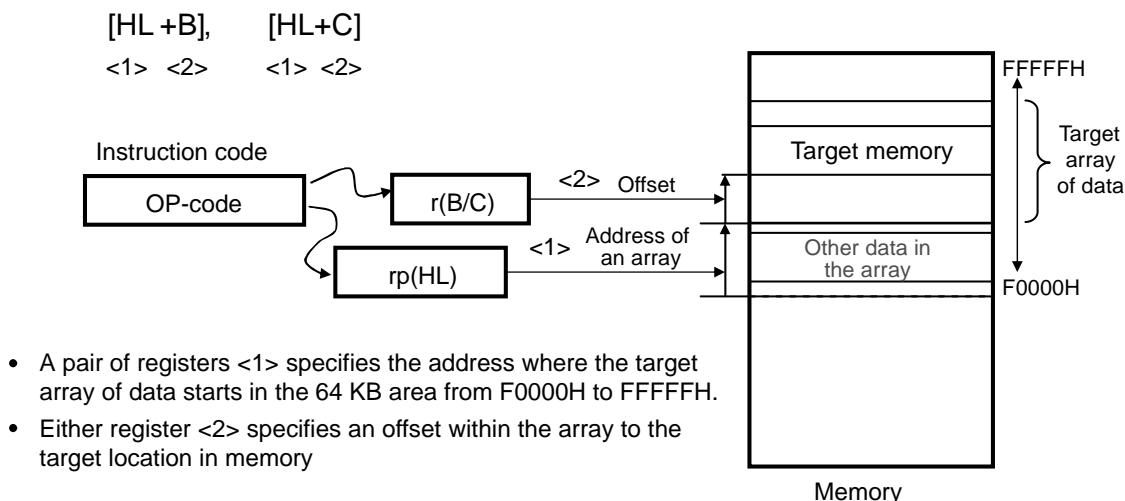 [HL +B], [HL+C]
<1> <2> <1> <2>
FFFFFH
Target
array
of data
Target memory
Instruction code
OP-code
r(B/C)
<2> Offset
rp(HL)
<1> Address of
an array
Other data in
the array
F0000H
• A pair of registers <1> specifies the address where the target
array of data starts in the 64 KB area from F0000H to FFFFFH.
• Either register <2> specifies an offset within the array to the
target location in memory
Memory